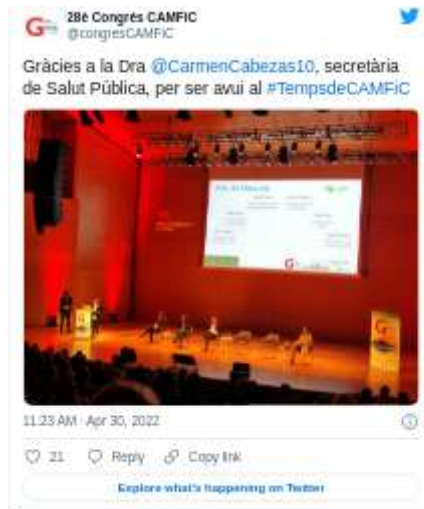 28è Congrés CAMFIC
@congresCAMFIC
Gràcies a la Dra @CarmenCabezas10, secretària
de Salut Pública, per ser avui al #TempsdeCAMFiC
11:23 AM · Apr 30, 2022
21 Reply Copy link
Explore what's happening on Twitter